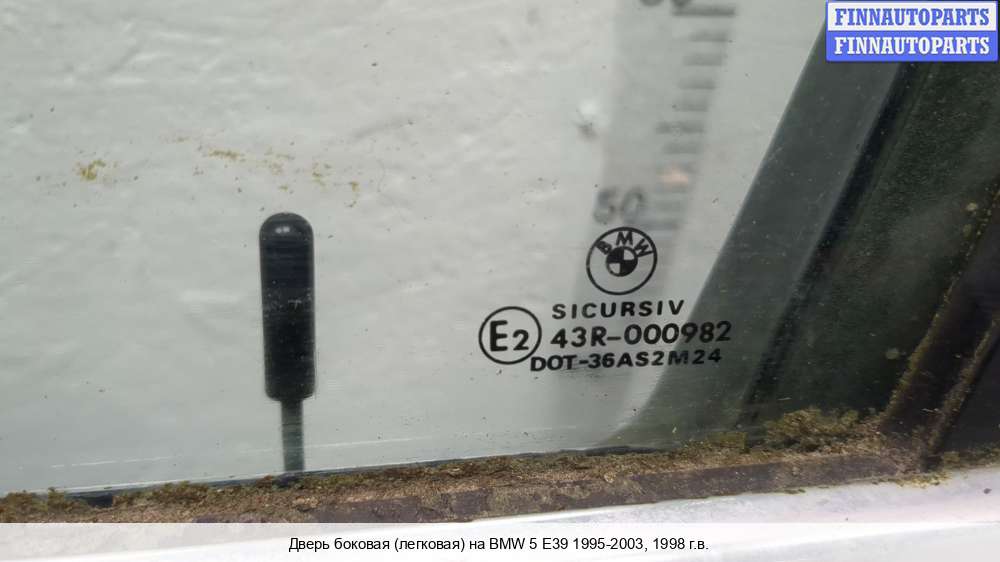 FINNAUTOPARTS
FINNAUTOPARTS
50
BMW
SICURSIV
E2 43R-000982
DOT-36AS2M24
Дверь боковая (легковая) на BMW 5 E39 1995-2003, 1998 г.в.